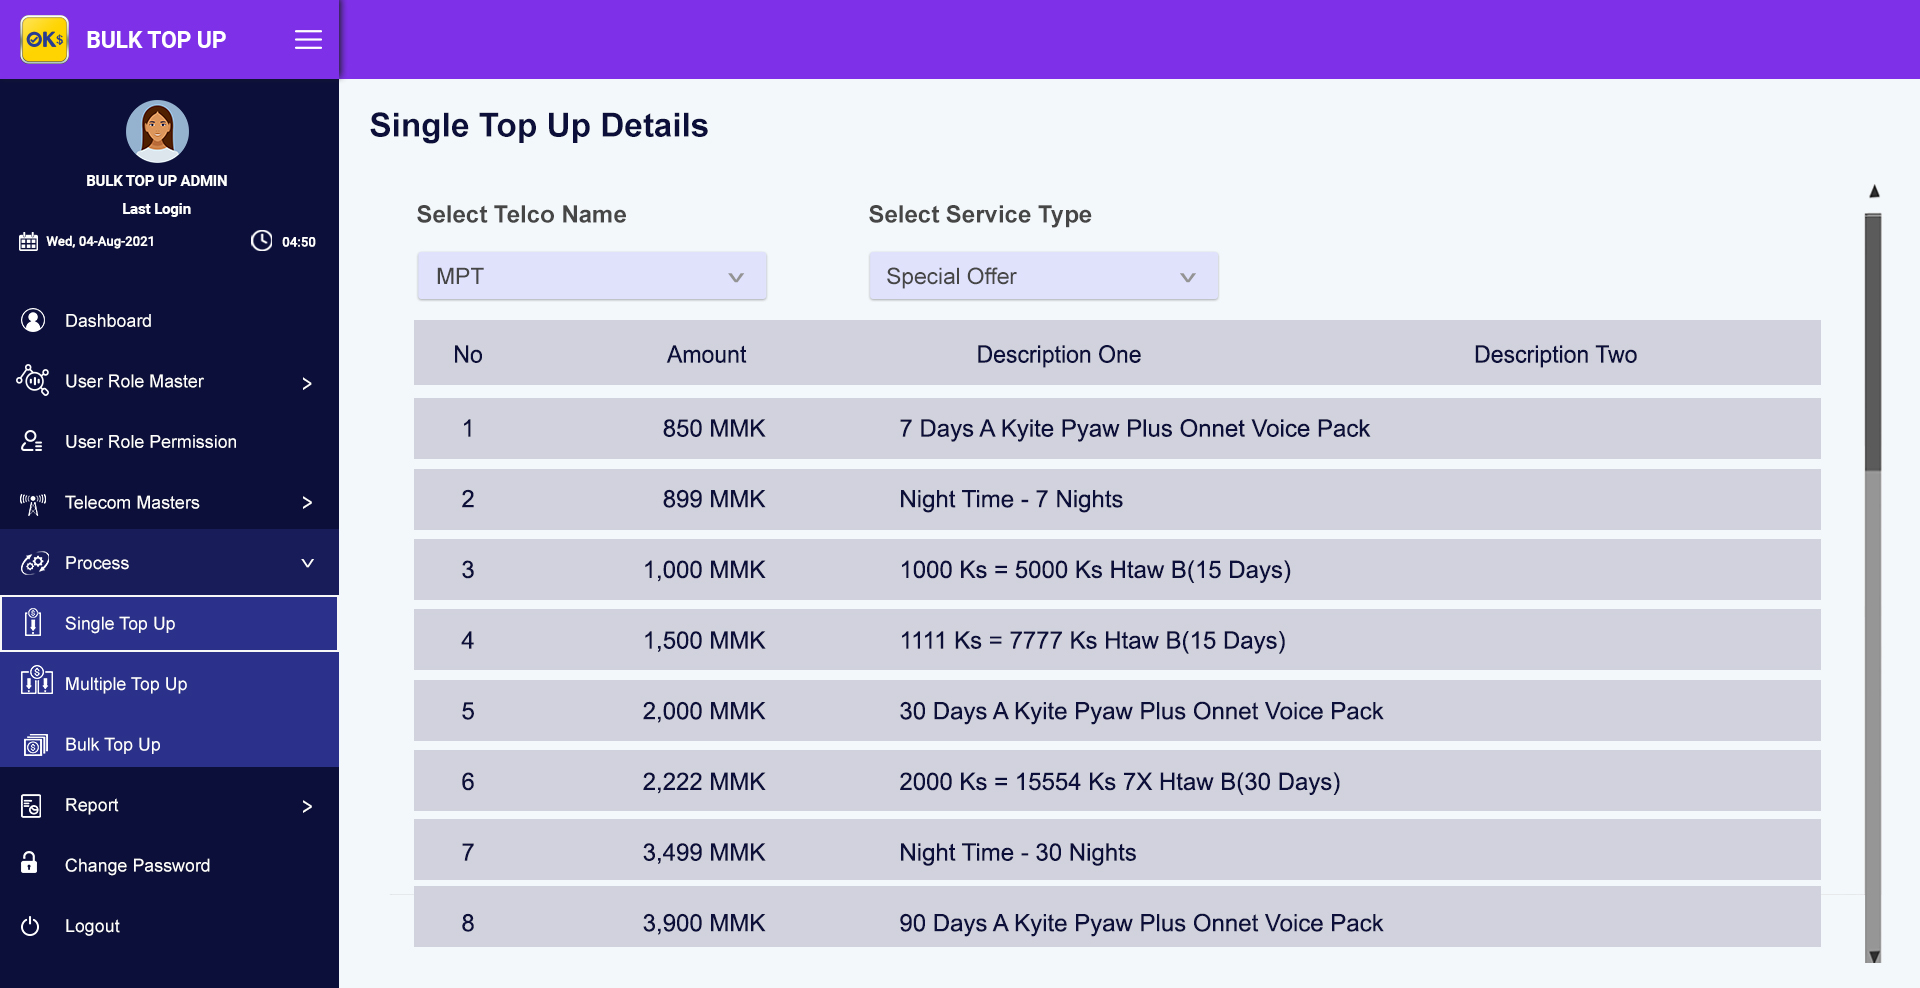 OK$ BULK TOP UP
BULK TOP UP ADMIN
Last Login
Wed, 04-Aug-2021 04:50
Dashboard
User Role Master
User Role Permission
Telecom Masters
Process
Single Top Up
Multiple Top Up
Bulk Top Up
Report
Change Password
Logout
Single Top Up Details
Select Telco Name Select Service Type
MPT Special Offer
No Amount Description One Description Two
1 850 MMK 7 Days A Kyite Pyaw Plus Onnet Voice Pack
2 899 MMK Night Time - 7 Nights
3 1,000 MMK 1000 Ks = 5000 Ks Htaw B(15 Days)
4 1,500 MMK 1111 Ks = 7777 Ks Htaw B(15 Days)
5 2,000 MMK 30 Days A Kyite Pyaw Plus Onnet Voice Pack
6 2,222 MMK 2000 Ks = 15554 Ks 7X Htaw B(30 Days)
7 3,499 MMK Night Time - 30 Nights
8 3,900 MMK 90 Days A Kyite Pyaw Plus Onnet Voice Pack